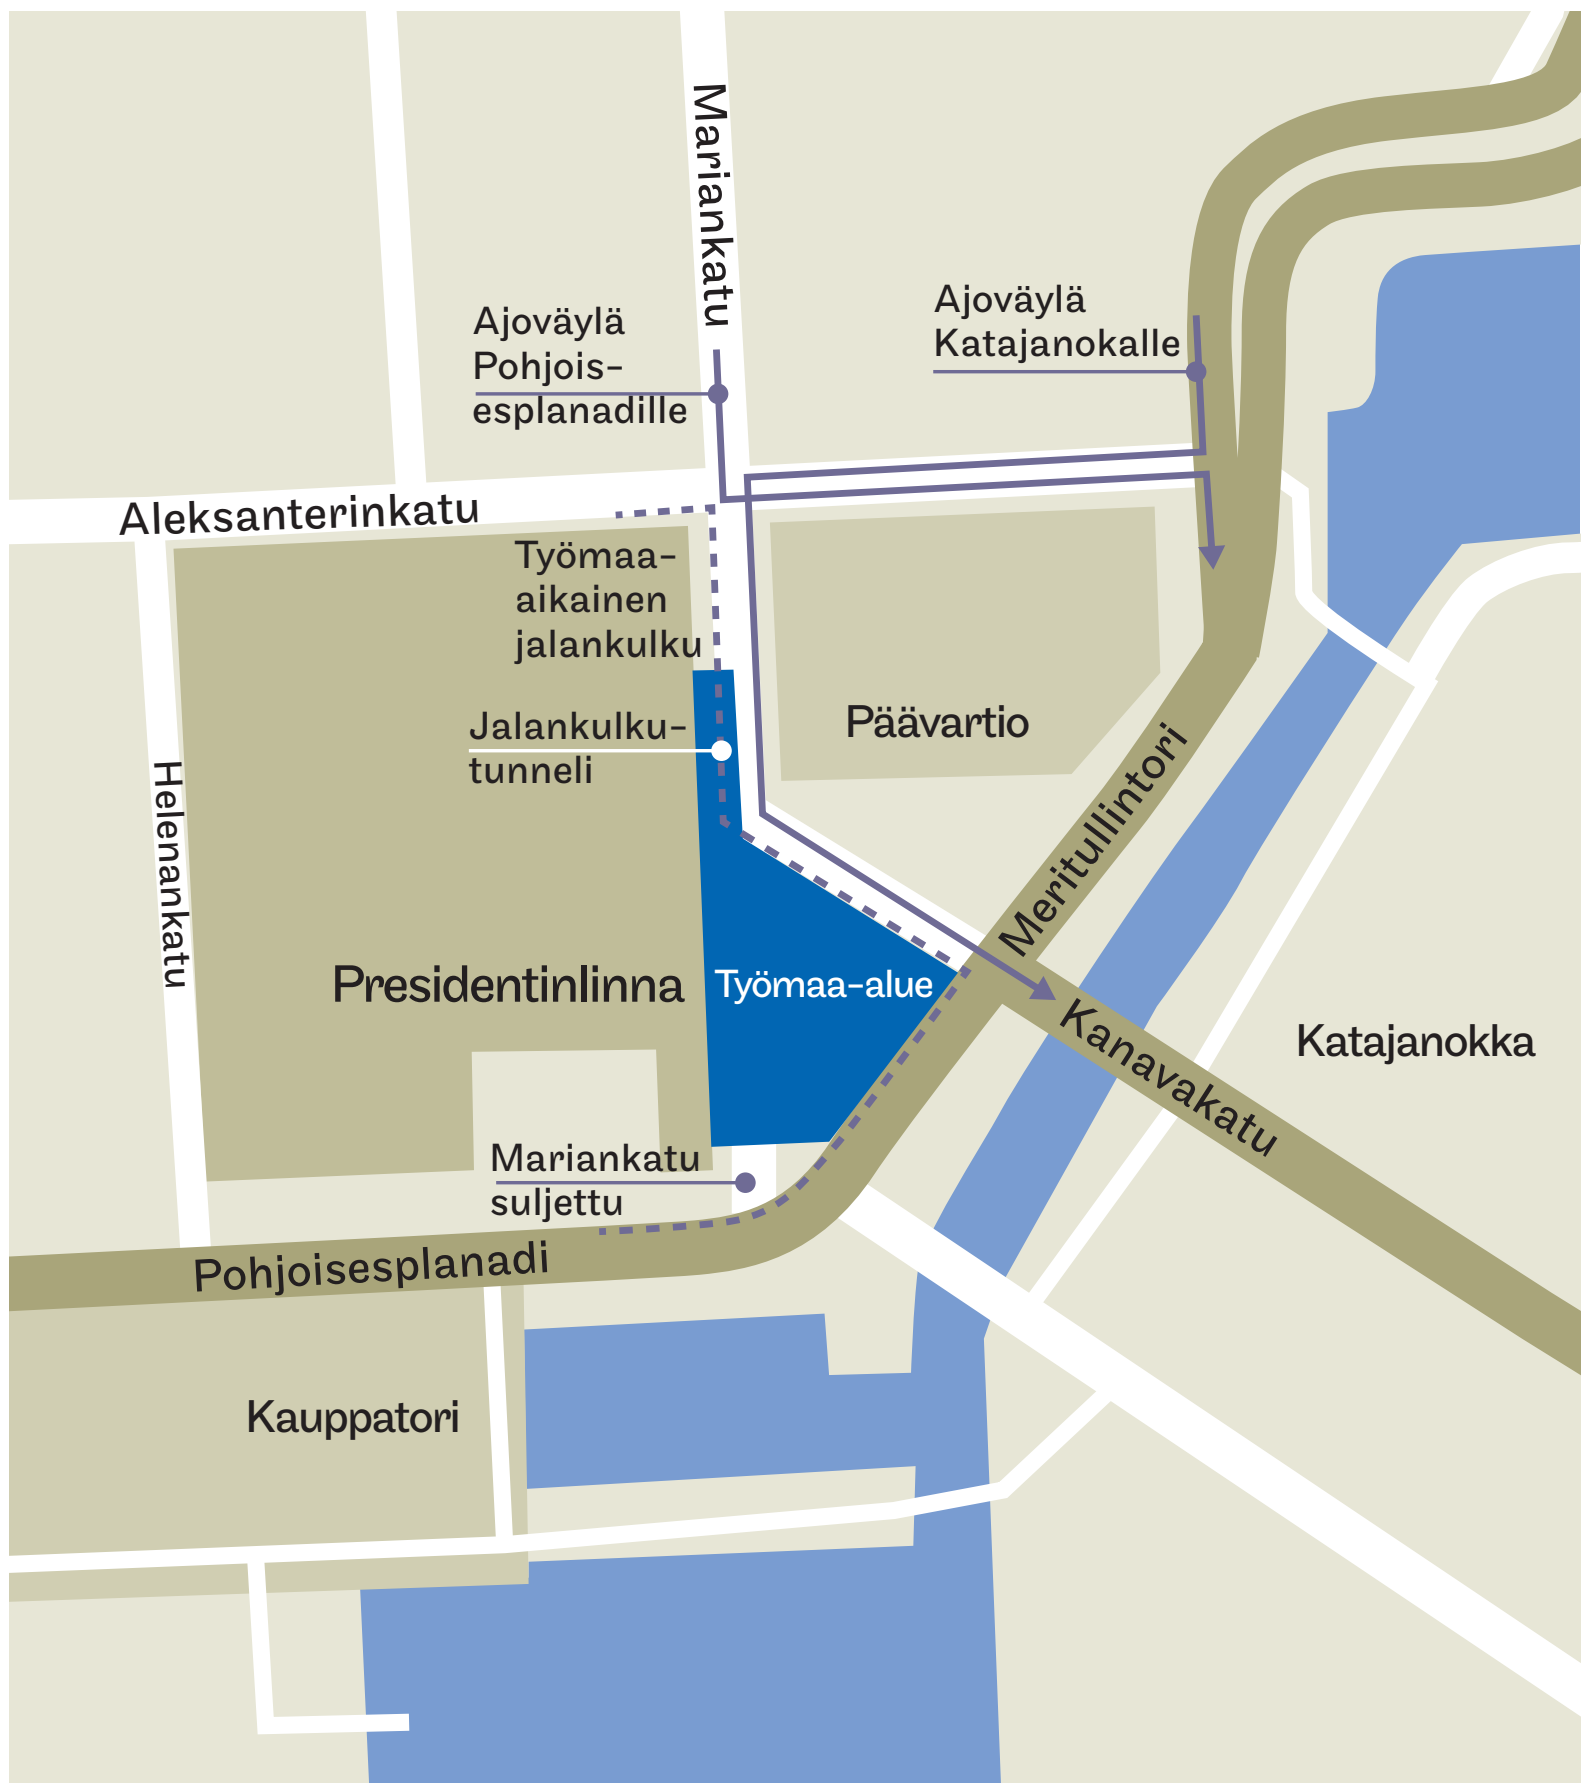 Mariankatu
Ajoväylä
Pohjois-
esplanadille
Ajoväylä
Katajanokalle
Aleksanterinkatu
Työmaa-
aikainen
jalankulku
Jalankulku-
tunneli
Päävartio
Helenankatu
Meritullintori
Presidentinlinna
Työmaa-alue
Kanavakatu
Katajanokka
Mariankatu
suljettu
Pohjoisesplanadi
Kauppatori